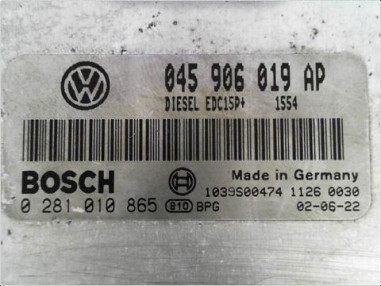 045 906 019 AP
DIESEL EDC15P+ 1554
BOSCH
Made in Germany
1039S00474 1126 0030
0 281 010 865 810 BPG 02-06-22